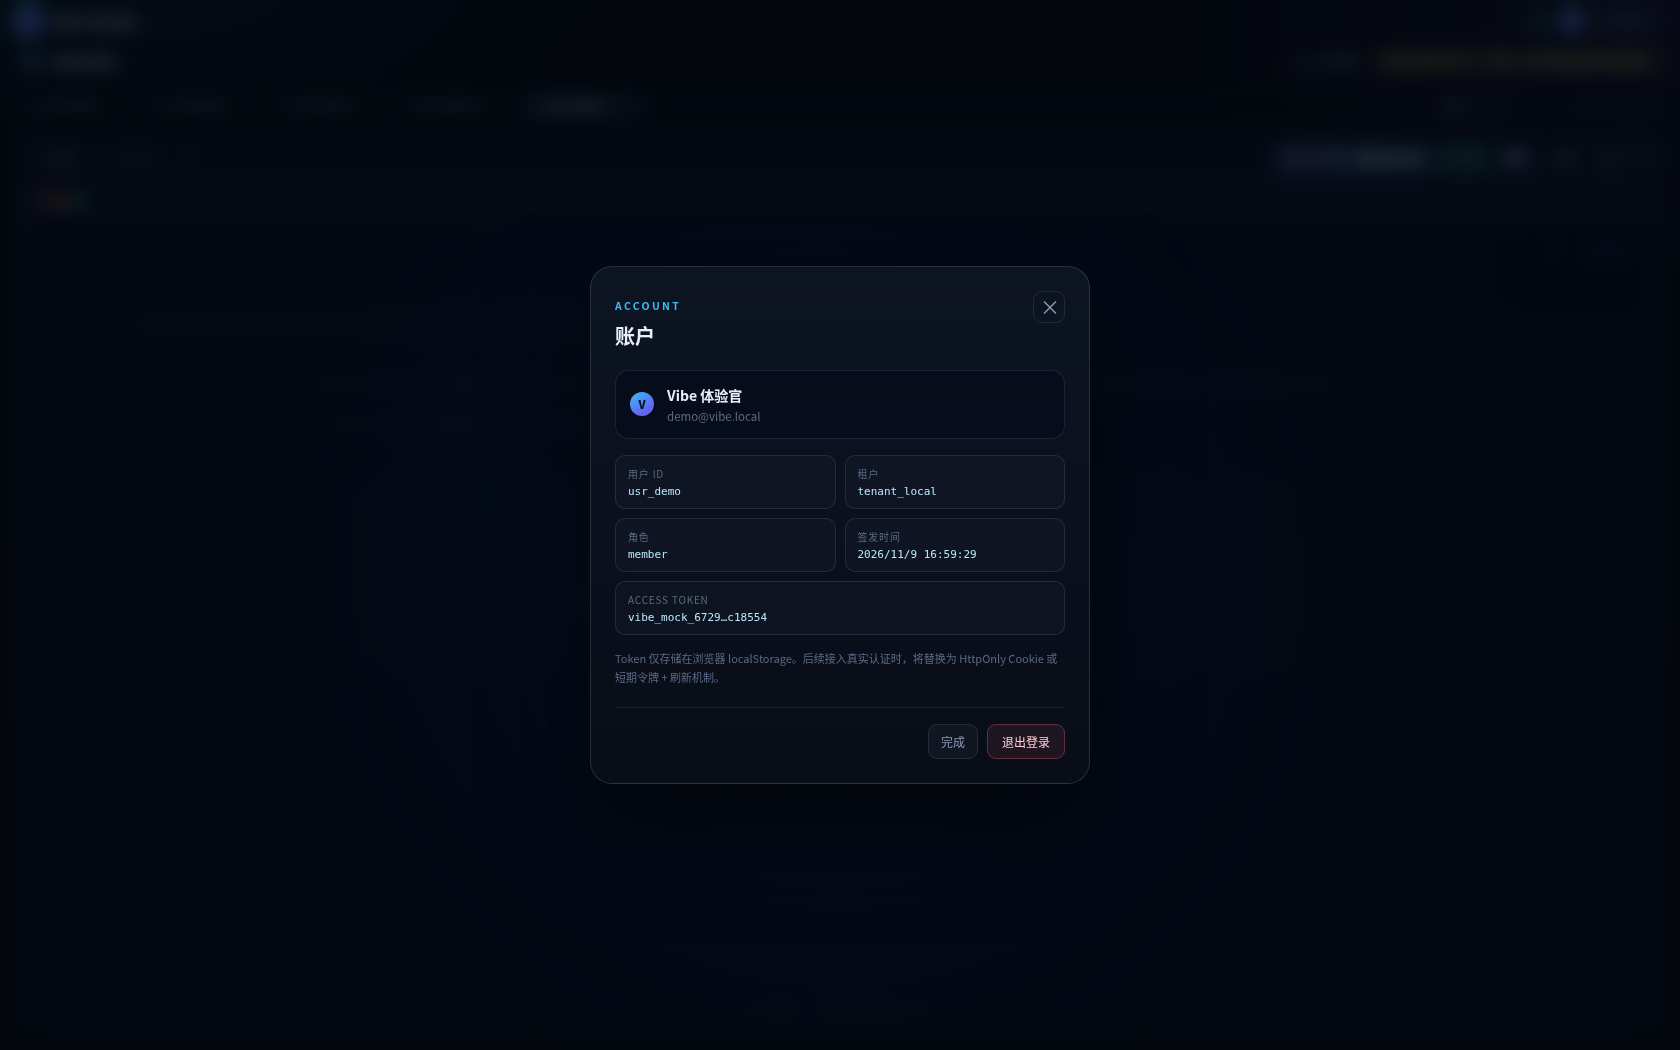 ACCOUNT
账户
V
Vibe 体验官
demo@vibe.local
用户 ID
usr_demo
租户
tenant_local
角色
member
签发时间
2026/11/9 16:59:29
ACCESS TOKEN
vibe_mock_6729…c18554
Token 仅存储在浏览器 localStorage。后续接入真实认证时，将替换为 HttpOnly Cookie 或
短期令牌 + 刷新机制。
完成
退出登录